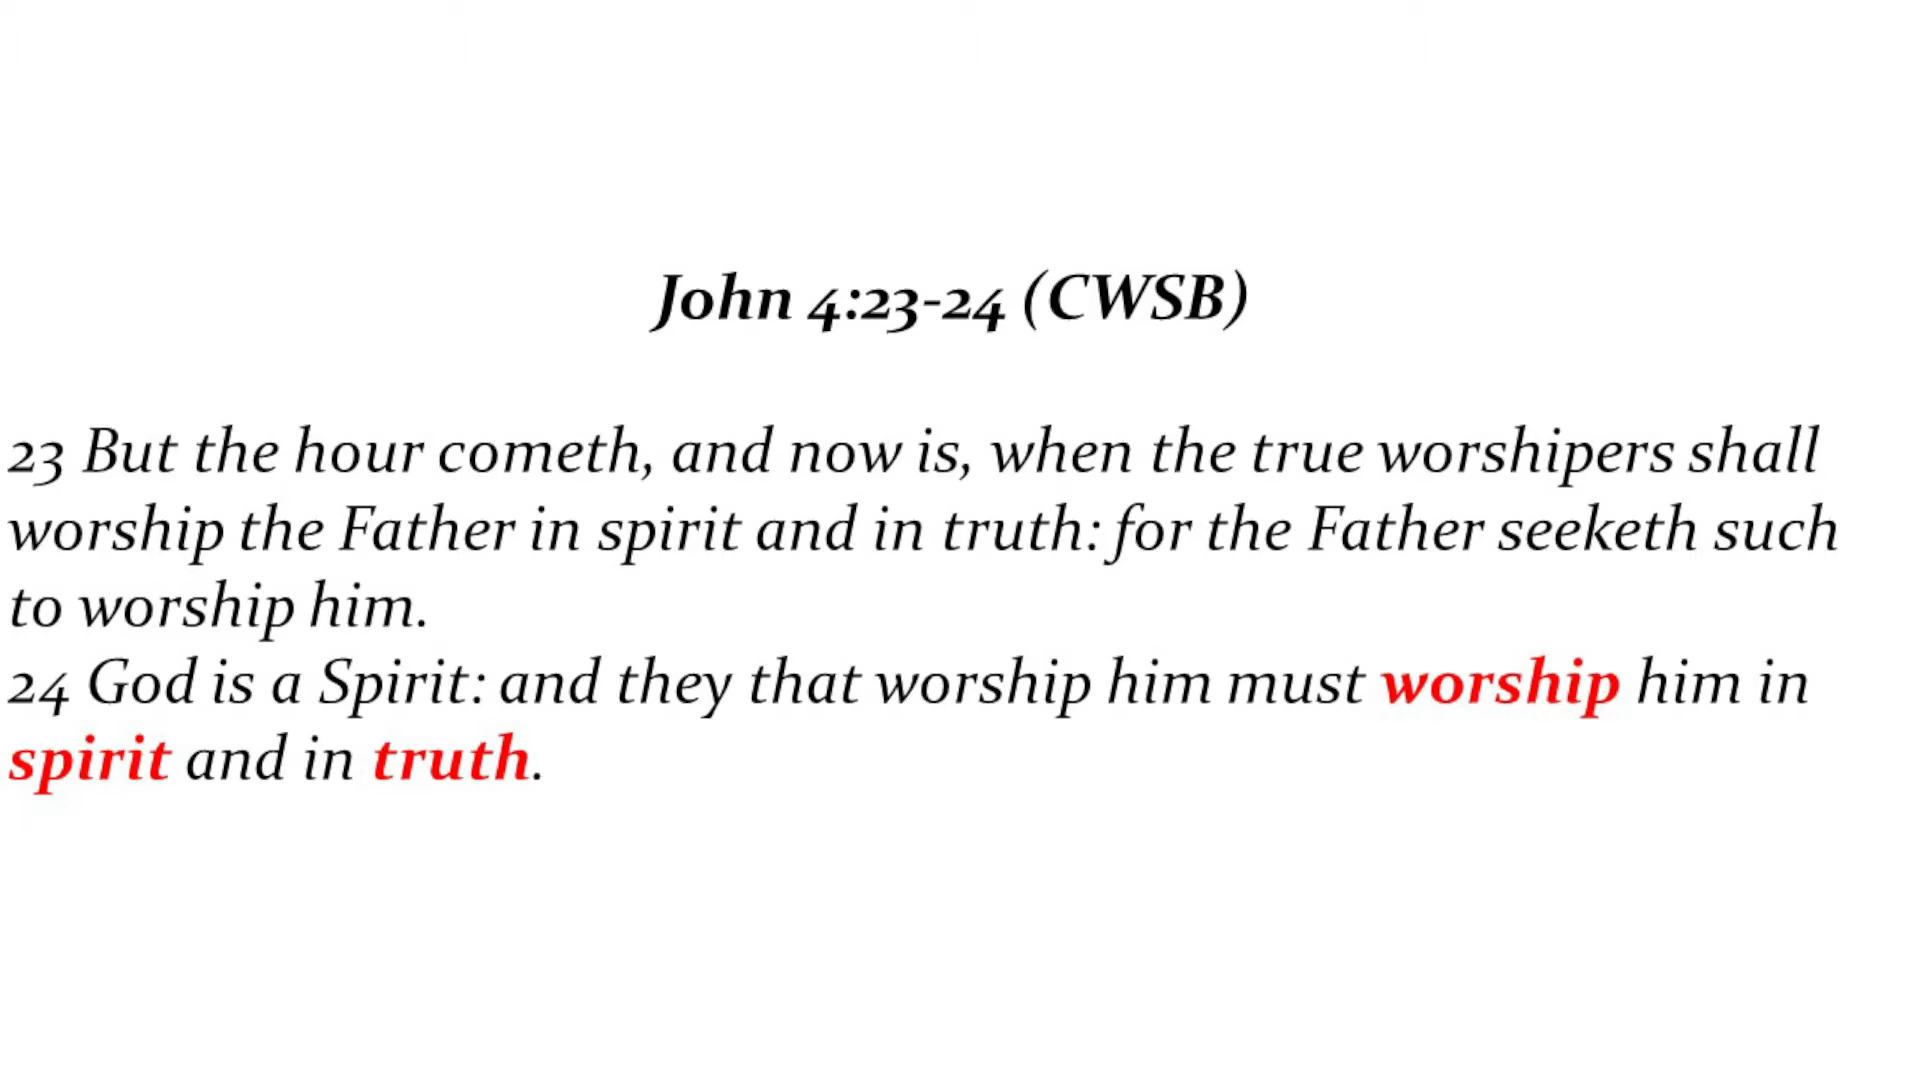 John 4:23-24 (CWSB)
23 But the hour cometh, and now is, when the true worshipers shall
worship the Father in spirit and in truth: for the Father seeketh such
to worship him.
24 God is a Spirit: and they that worship him must worship him in
spirit and in truth.